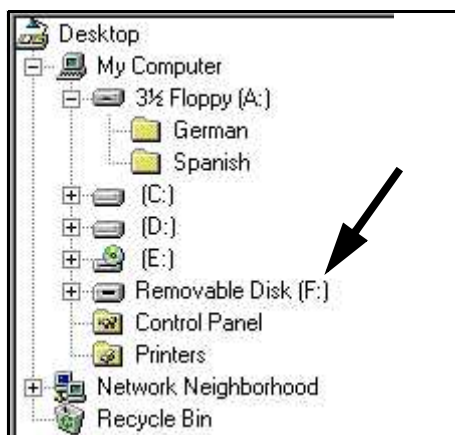 Desktop
My Computer
3½ Floppy (A:)
German
Spanish
(C:)
(D:)
(E:)
Removable Disk (F:)
Control Panel
Printers
Network Neighborhood
Recycle Bin